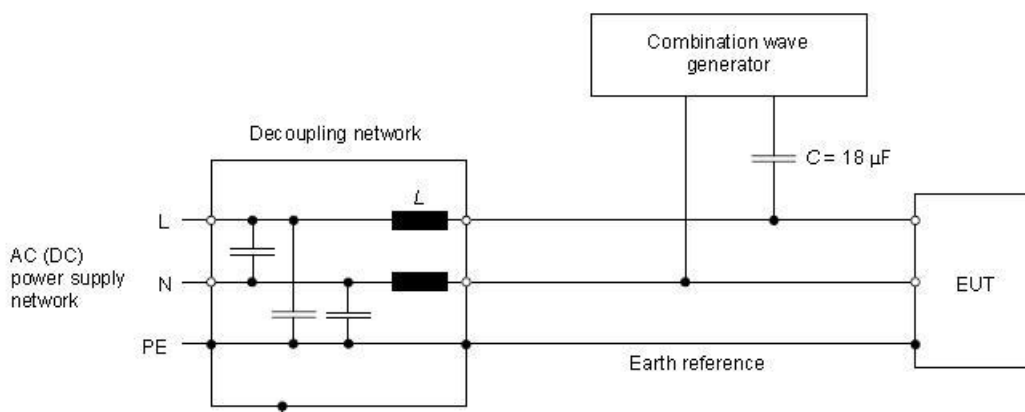 Combination wave
generator
Decoupling network
C = 18 µF
L
L
AC (DC)
power supply
network
N
EUT
PE
Earth reference